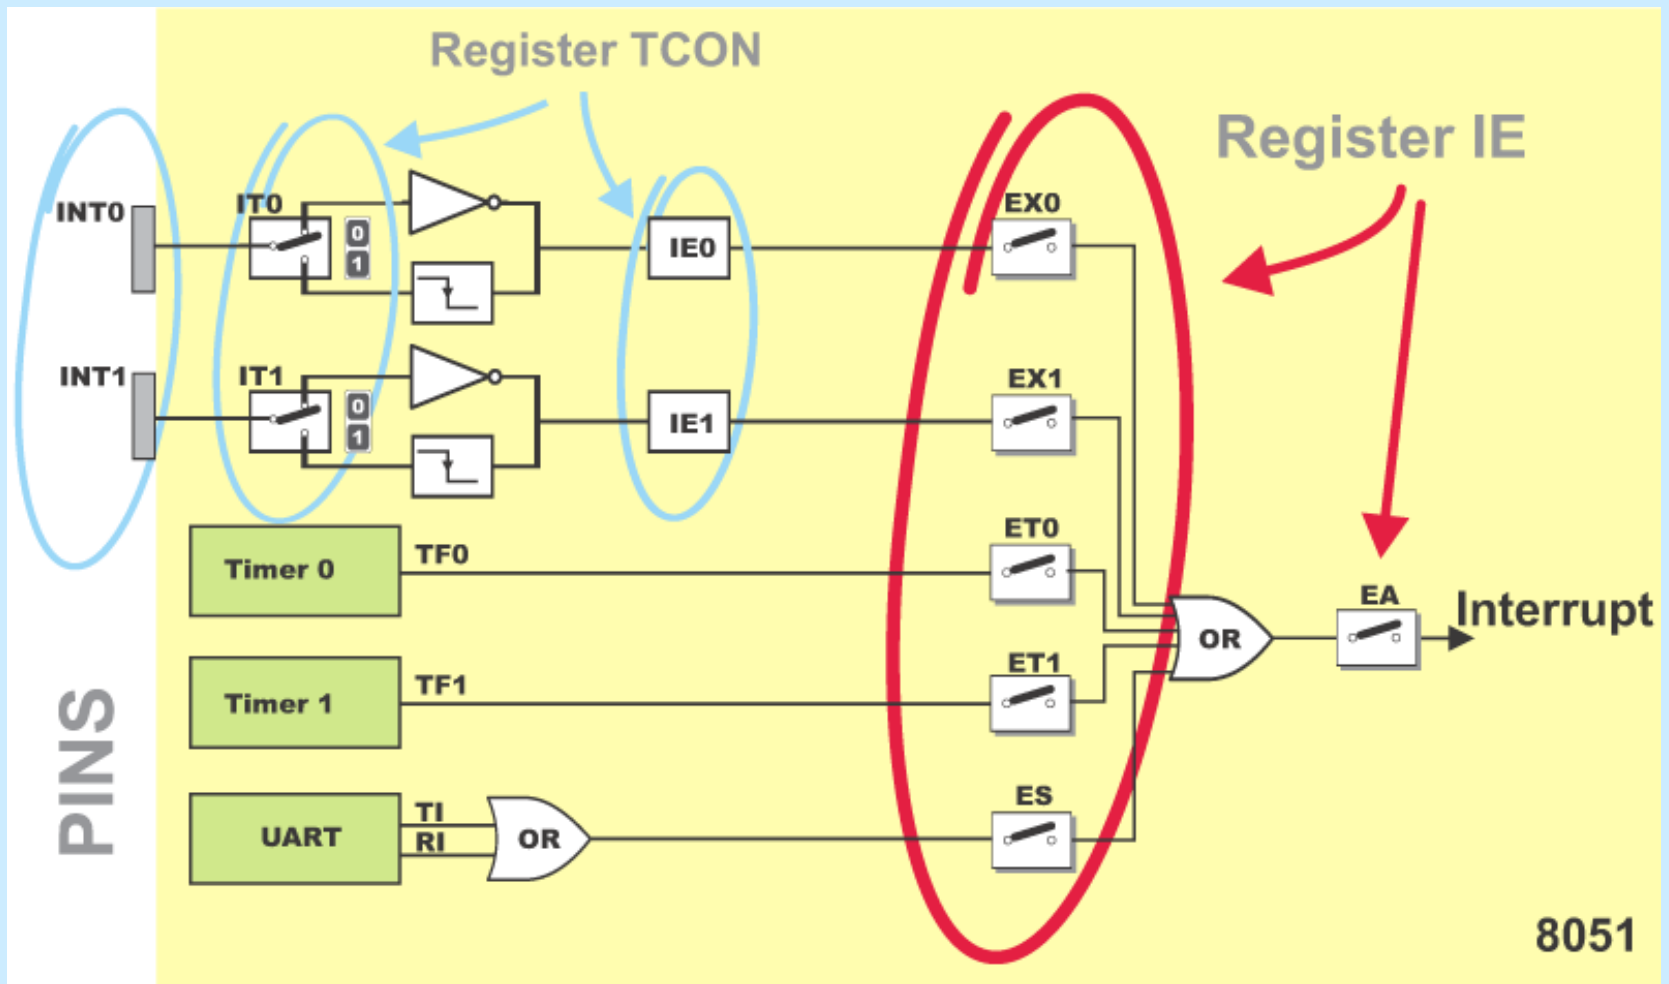 Register TCON
Register IE
INT0
IT0
0
1
IE0
EX0
INT1
IT1
0
1
IE1
EX1
Timer 0
TF0
ET0
EA
Interrupt
OR
Timer 1
TF1
ET1
PINS
UART
TI
RI
OR
ES
8051